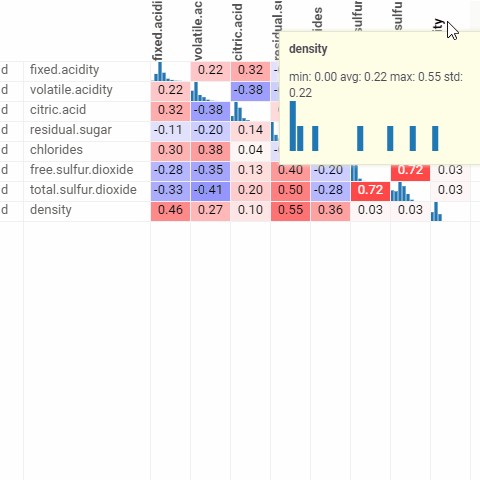 fixed.acidi volatile.ac citric.acid sulfur sulfu
density
min: 0.00 avg: 0.22 max: 0.55 std:
0.22
d fixed.acidity 0.22 0.32
d volatile.acidity 0.22 -0.38
d citric.acid 0.32 -0.38
d residual.sugar -0.11 -0.20 0.14
d chlorides 0.30 0.38 0.04
d free.sulfur.dioxide -0.28 -0.35 0.13 0.40 -0.20 0.72 0.03
d total.sulfur.dioxide -0.33 -0.41 0.20 0.50 -0.28 0.72 0.03
d density 0.46 0.27 0.10 0.55 0.36 0.03 0.03